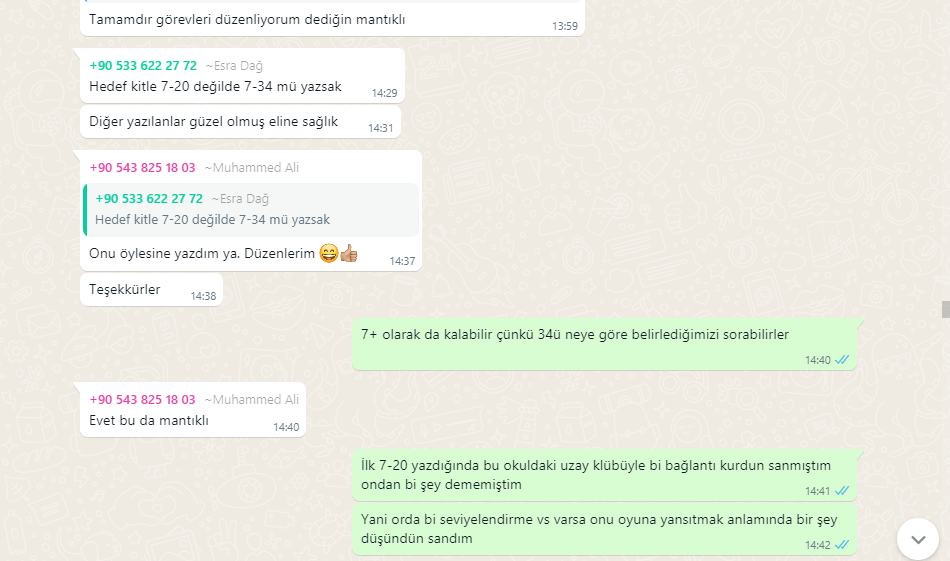 Tamamdır görevleri düzenliyorum dediğin mantıklı
13:59
+90 533 622 27 72 ~Esra Dağ
Hedef kitle 7-20 değilde 7-34 mü yazsak
14:29
Diğer yazılanlar güzel olmuş eline sağlık
14:31
+90 543 825 18 03 ~Muhammed Ali
+90 533 622 27 72 ~Esra Dağ
Hedef kitle 7-20 değilde 7-34 mü yazsak
Onu öylesine yazdım ya. Düzenlerim 😄👍🏼
14:37
Teşekkürler
14:38
7+ olarak da kalabilir çünkü 34ü neye göre belirlediğimizi sorabilirler
14:40
+90 543 825 18 03 ~Muhammed Ali
Evet bu da mantıklı
14:40
İlk 7-20 yazdığında bu okuldaki uzay klübüyle bi bağlantı kurdun sanmıştım
ondan bi şey dememiştim
14:41
Yani orda bi seviyelendirme vs varsa onu oyuna yansıtmak anlamında bir şey
düşündün sandım
14:42